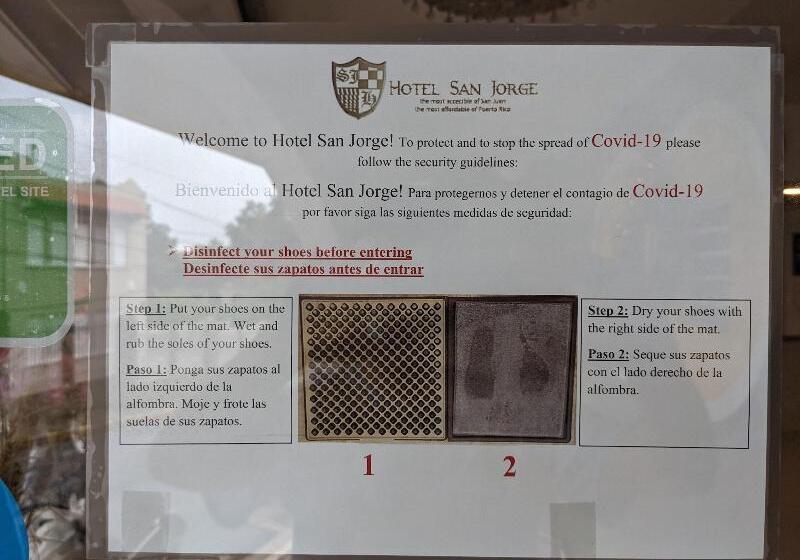 ED
EL SITE
SJ
H
HOTEL SAN JORGE
the most accecible of San Juan
the most affordable of Puerto Rico
Welcome to Hotel San Jorge! To protect and to stop the spread of Covid-19 please
follow the security guidelines:
Bienvenido al Hotel San Jorge! Para protegernos y detener el contagio de Covid-19
por favor siga las siguientes medidas de seguridad:
➢ Disinfect your shoes before entering
Desinfecte sus zapatos antes de entrar
Step 1: Put your shoes on the
left side of the mat. Wet and
rub the soles of your shoes.
Paso 1: Ponga sus zapatos al
lado izquierdo de la
alfombra. Moje y frote las
suelas de sus zapatos.
Step 2: Dry your shoes with
the right side of the mat.
Paso 2: Seque sus zapatos
con el lado derecho de la
alfombra.
1
2